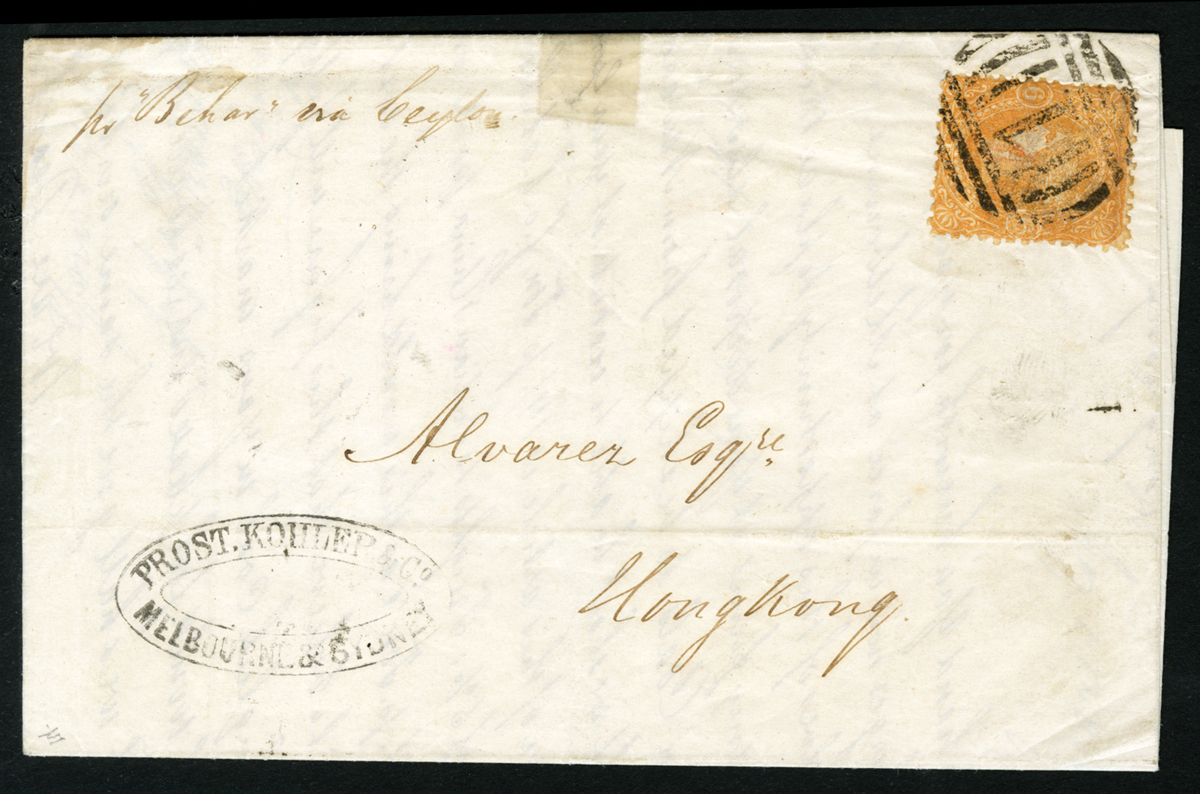 pr "Behar" via Ceylon.
Alvarez Esqre
Hongkong.
PROST, KOHLER & Co
MELBOURNE & SYDNEY